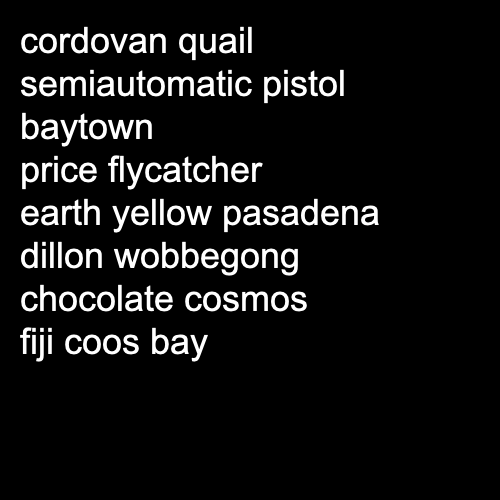 cordovan quail
semiautomatic pistol
baytown
price flycatcher
earth yellow pasadena
dillon wobbegong
chocolate cosmos
fiji coos bay